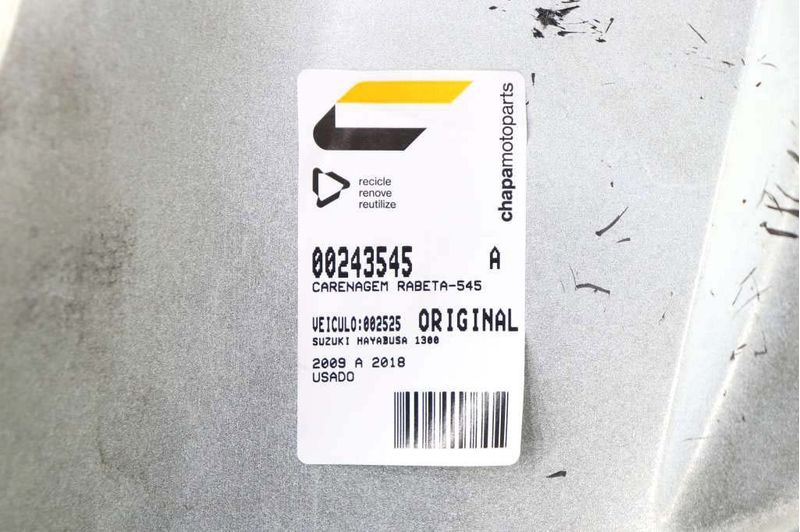 chapamotoparts
recicle
renove
reutilize
00243545 A
CARENAGEM RABETA-545
VEICULO:002525 ORIGINAL
SUZUKI HAYABUSA 1300
2009 A 2018
USADO